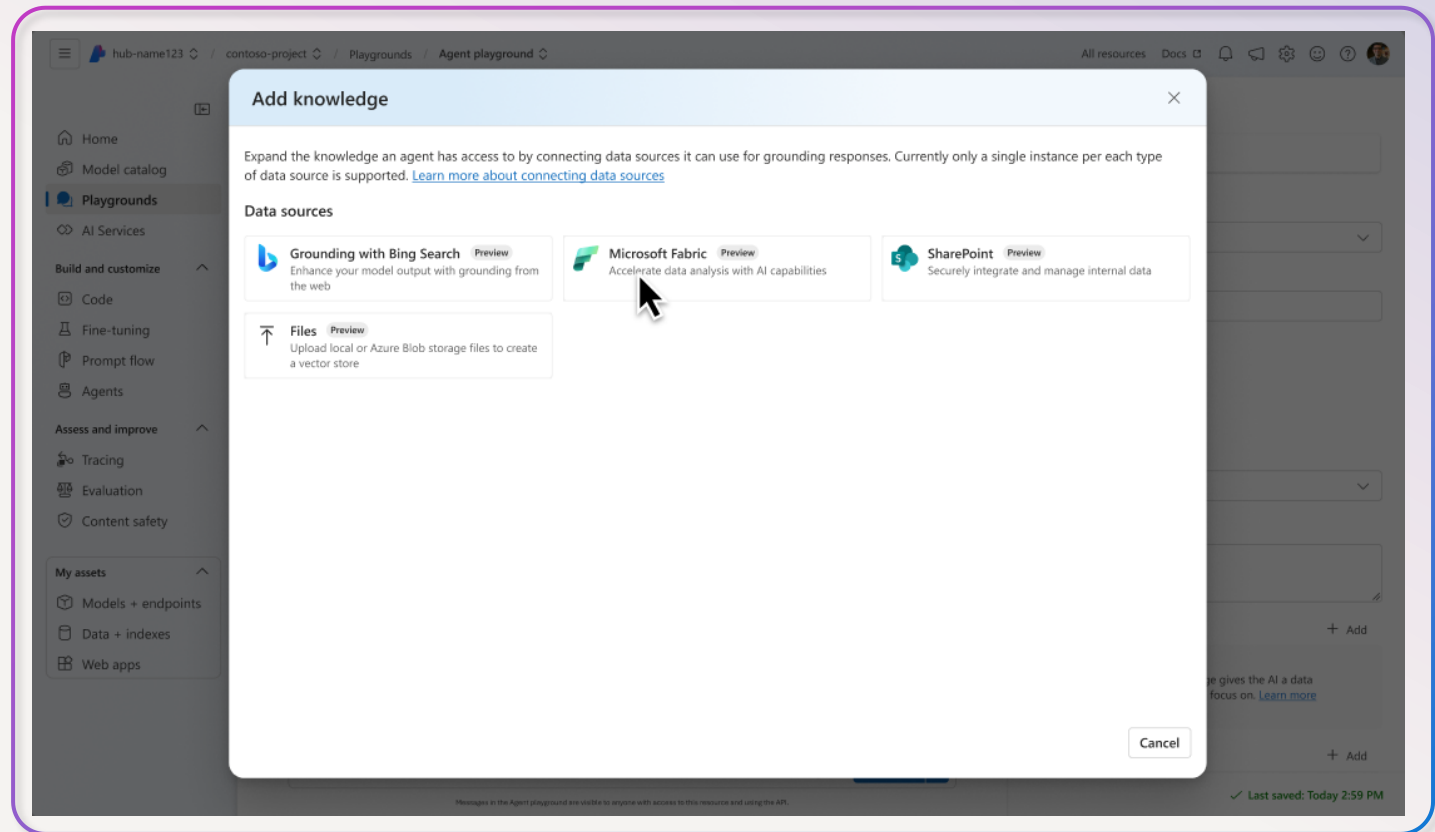 hub-name123 / contoso-project / Playgrounds / Agent playground
All resources Docs
Add knowledge
Home
Model catalog
Playgrounds
AI Services
Build and customize
Code
Fine-tuning
Prompt flow
Agents
Assess and improve
Tracing
Evaluation
Content safety
My assets
Models + endpoints
Data + indexes
Web apps
Expand the knowledge an agent has access to by connecting data sources it can use for grounding responses. Currently only a single instance per each type
of data source is supported. Learn more about connecting data sources
Data sources
Grounding with Bing Search Preview
Enhance your model output with grounding from
the web
Microsoft Fabric Preview
Accelerate data analysis with AI capabilities
SharePoint Preview
Securely integrate and manage internal data
Files Preview
Upload local or Azure Blob storage files to create
a vector store
Cancel
+ Add
gives the AI a data
focus on. Learn more
+ Add
Messages in the Agent playground are visible to anyone with access to this resource and using the API.
Last saved: Today 2:59 PM